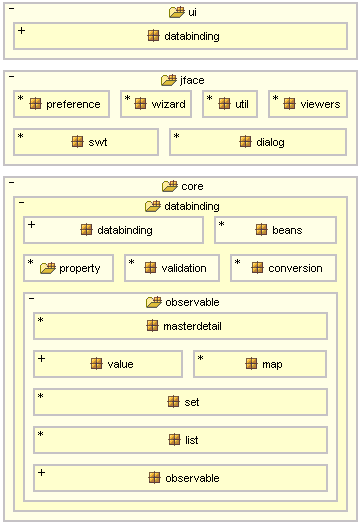 - ui
+ databinding
- jface
* preference * wizard * util * viewers
* swt * dialog
- core
- databinding
+ databinding * beans
* property * validation * conversion
- observable
* masterdetail
+ value * map
* set
* list
+ observable